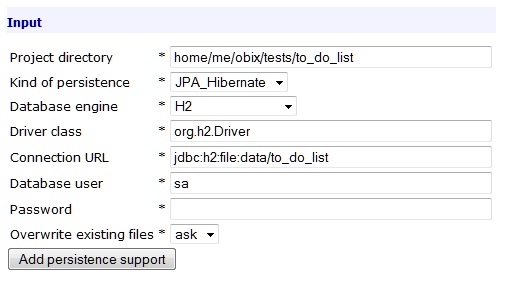 Input
Project directory * home/me/obix/tests/to_do_list
Kind of persistence * JPA_Hibernate
Database engine * H2
Driver class * org.h2.Driver
Connection URL * jdbc:h2:file:data/to_do_list
Database user * sa
Password *
Overwrite existing files * ask
Add persistence support